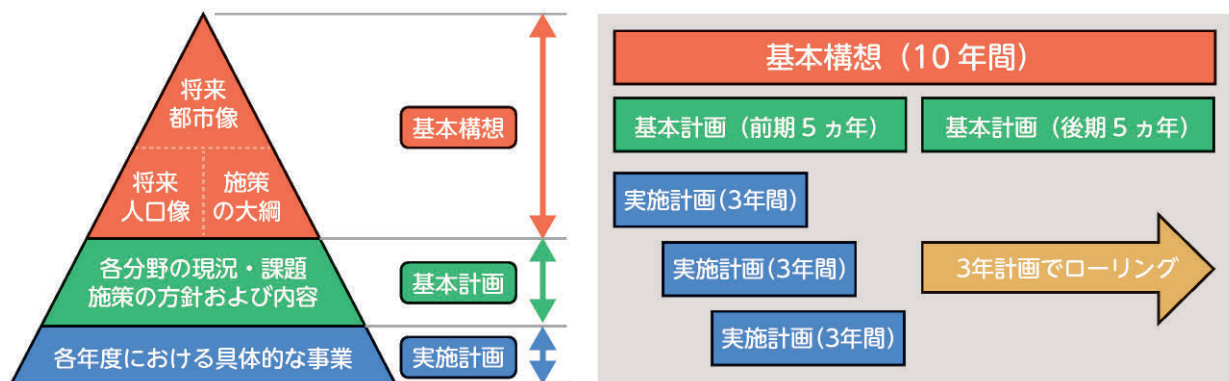 将来
都市像
将来
人口像
施策
の大綱
各分野の現況・課題
施策の方針および内容
各年度における具体的な事業
基本構想
基本計画
実施計画
基本構想（10年間）
基本計画（前期5ヵ年）
基本計画（後期5ヵ年）
実施計画(3年間)
実施計画(3年間)
実施計画(3年間)
3年計画でローリング